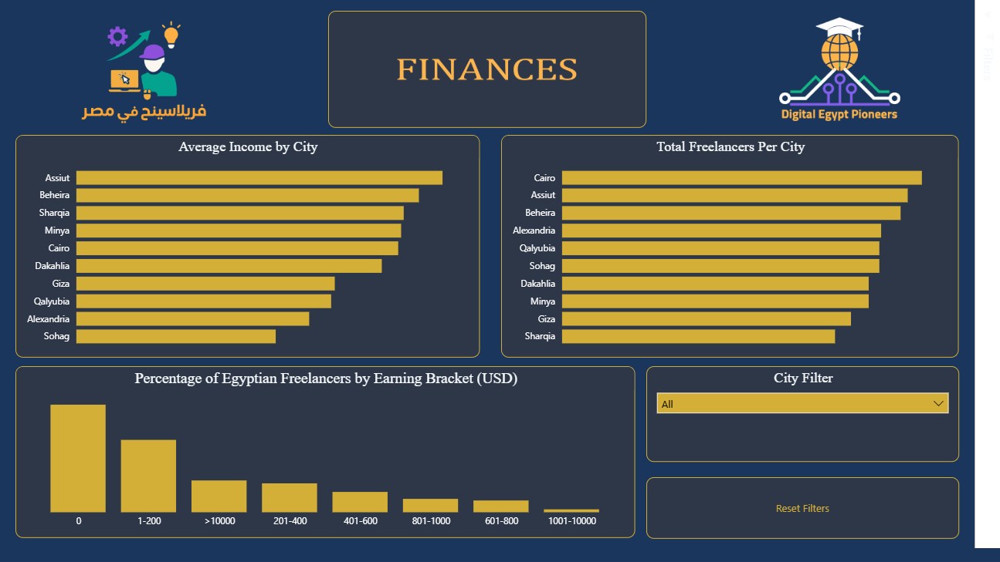 فريلاسينج في مصر
FINANCES
Digital Egypt Pioneers
Average Income by City
Assiut
Beheira
Sharqia
Minya
Cairo
Dakahlia
Giza
Qalyubia
Alexandria
Sohag
Total Freelancers Per City
Cairo
Assiut
Beheira
Alexandria
Qalyubia
Sohag
Dakahlia
Minya
Giza
Sharqia
Percentage of Egyptian Freelancers by Earning Bracket (USD)
0 1-200 >10000 201-400 401-600 801-1000 601-800 1001-10000
City Filter
All
Reset Filters
Filters